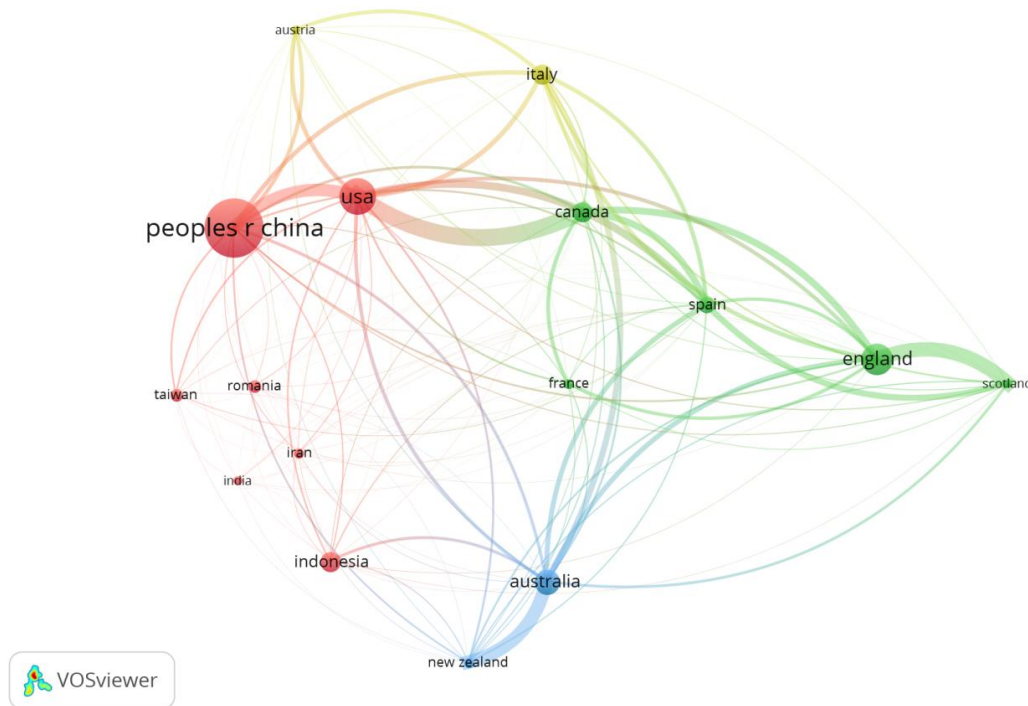 austria
italy
usa
canada
peoples r china
spain
england
scotland
france
romania
taiwan
iran
india
indonesia
australia
new zealand
VOSviewer